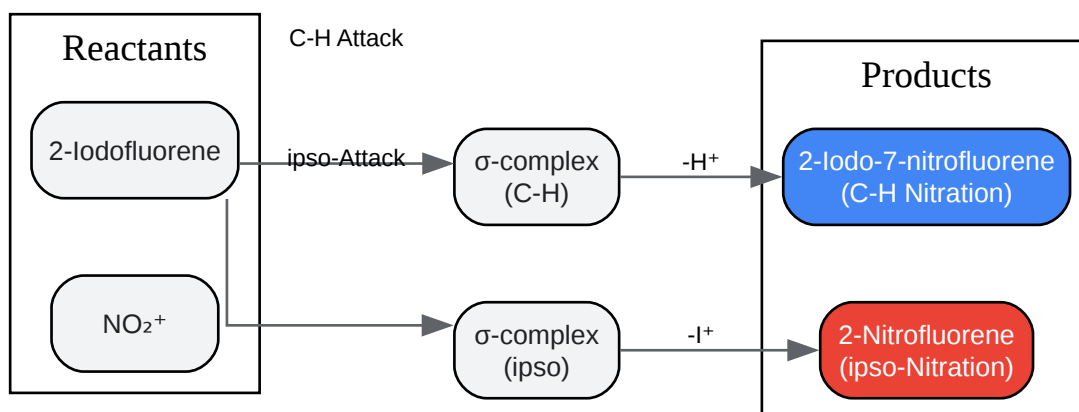 Reactants
C-H Attack
Products
2-Iodofluorene
ipso-Attack
σ-complex
(C-H)
-H⁺
2-Iodo-7-nitrofluorene
(C-H Nitration)
NO₂⁺
σ-complex
(ipso)
-I⁺
2-Nitrofluorene
(ipso-Nitration)